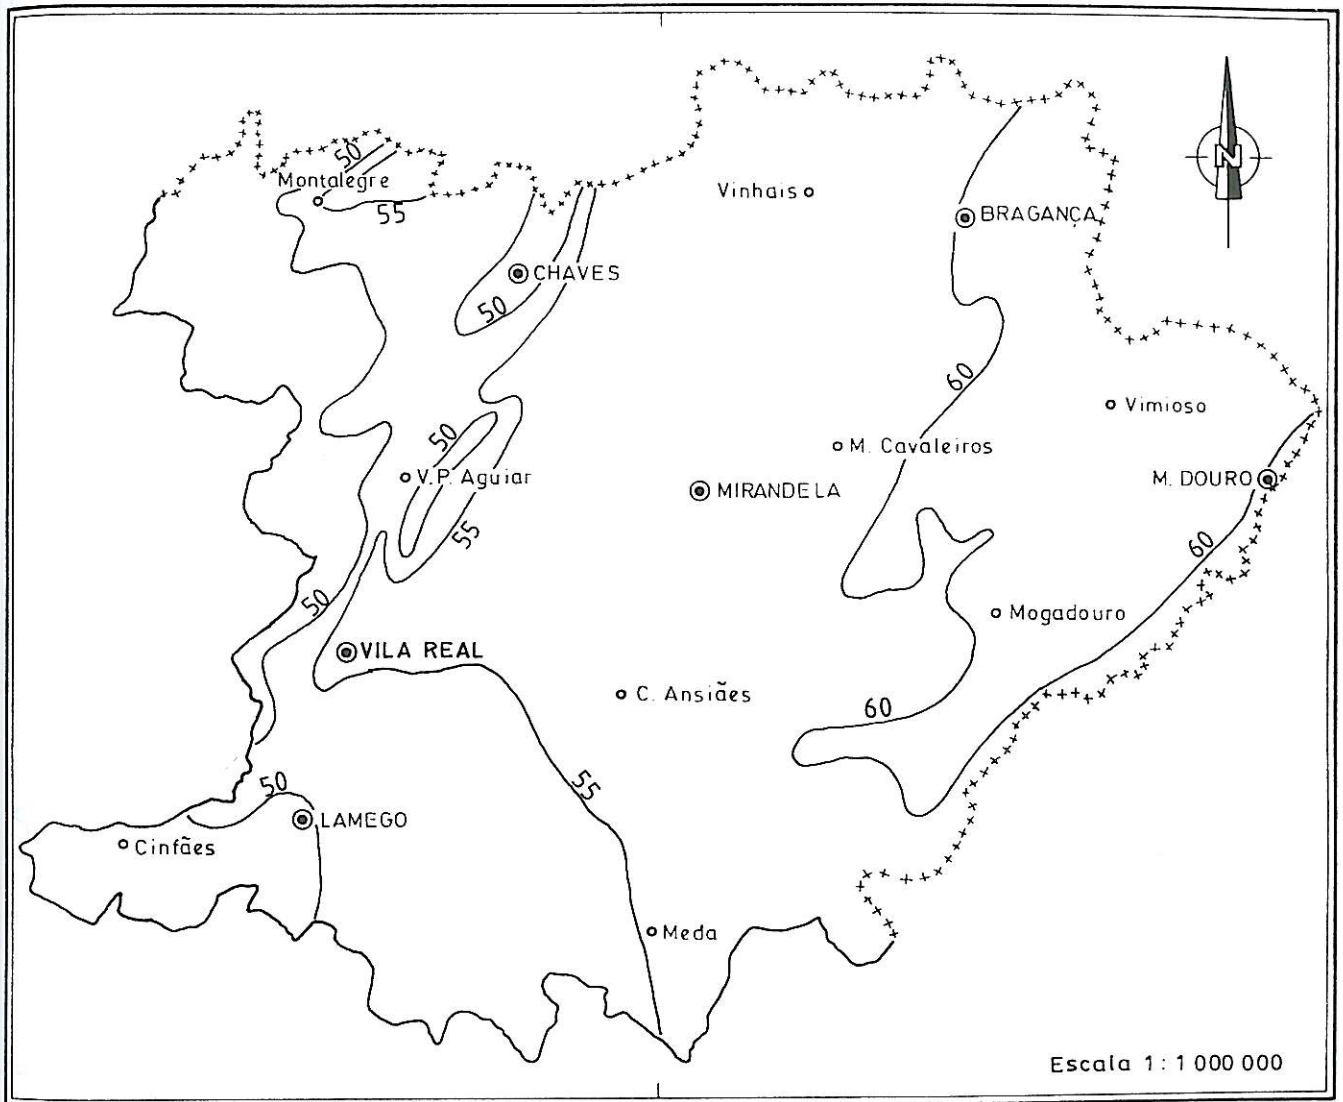 50
Montalegre
55
N
Vinhais
BRAGANÇA
CHAVES
50
60
Vimioso
50
M. Cavaleiros
V.P. Aguiar
MIRANDELA
M. DOURO
55
60
50
Mogadouro
VILA REAL
C. Ansiães
60
50
55
LAMEGO
Cinfães
Meda
Escala 1: 1 000 000